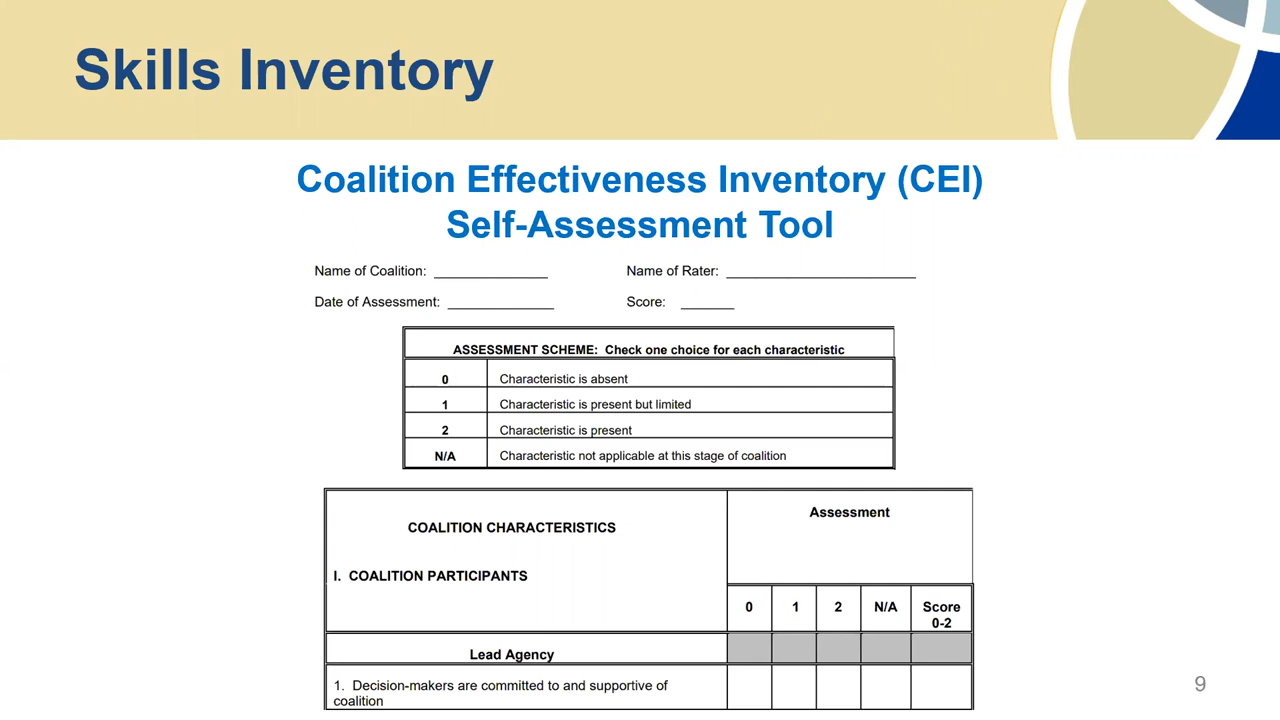 Skills Inventory
Coalition Effectiveness Inventory (CEI)
Self-Assessment Tool
Name of Coalition: _______________ Name of Rater: _________________________
Date of Assessment: ______________ Score: _______
ASSESSMENT SCHEME: Check one choice for each characteristic
0 Characteristic is absent
1 Characteristic is present but limited
2 Characteristic is present
N/A Characteristic not applicable at this stage of coalition
Assessment
COALITION CHARACTERISTICS
I. COALITION PARTICIPANTS
0 1 2 N/A Score
0-2
Lead Agency
1. Decision-makers are committed to and supportive of
coalition
9